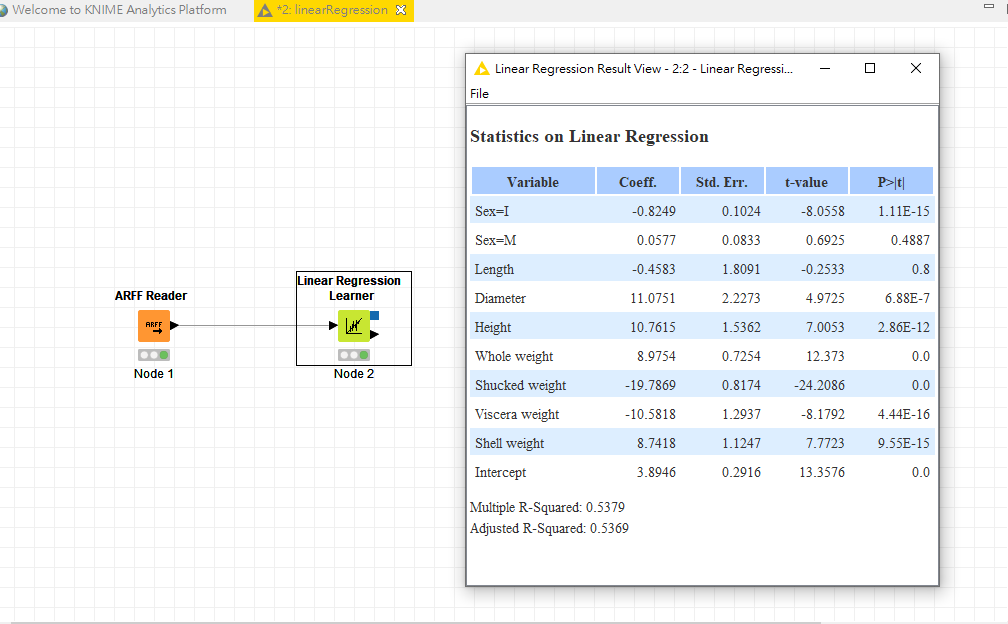 Welcome to KNIME Analytics Platform
*2: linearRegression
Linear Regression Result View - 2:2 - Linear Regressi...
File
Statistics on Linear Regression
Variable Coeff. Std. Err. t-value P>|t|
Sex=I -0.8249 0.1024 -8.0558 1.11E-15
Sex=M 0.0577 0.0833 0.6925 0.4887
Length -0.4583 1.8091 -0.2533 0.8
Diameter 11.0751 2.2273 4.9725 6.88E-7
Height 10.7615 1.5362 7.0053 2.86E-12
Whole weight 8.9754 0.7254 12.373 0.0
Shucked weight -19.7869 0.8174 -24.2086 0.0
Viscera weight -10.5818 1.2937 -8.1792 4.44E-16
Shell weight 8.7418 1.1247 7.7723 9.55E-15
Intercept 3.8946 0.2916 13.3576 0.0
Multiple R-Squared: 0.5379
Adjusted R-Squared: 0.5369
ARFF Reader
ARFF
Node 1
Linear Regression
Learner
Node 2